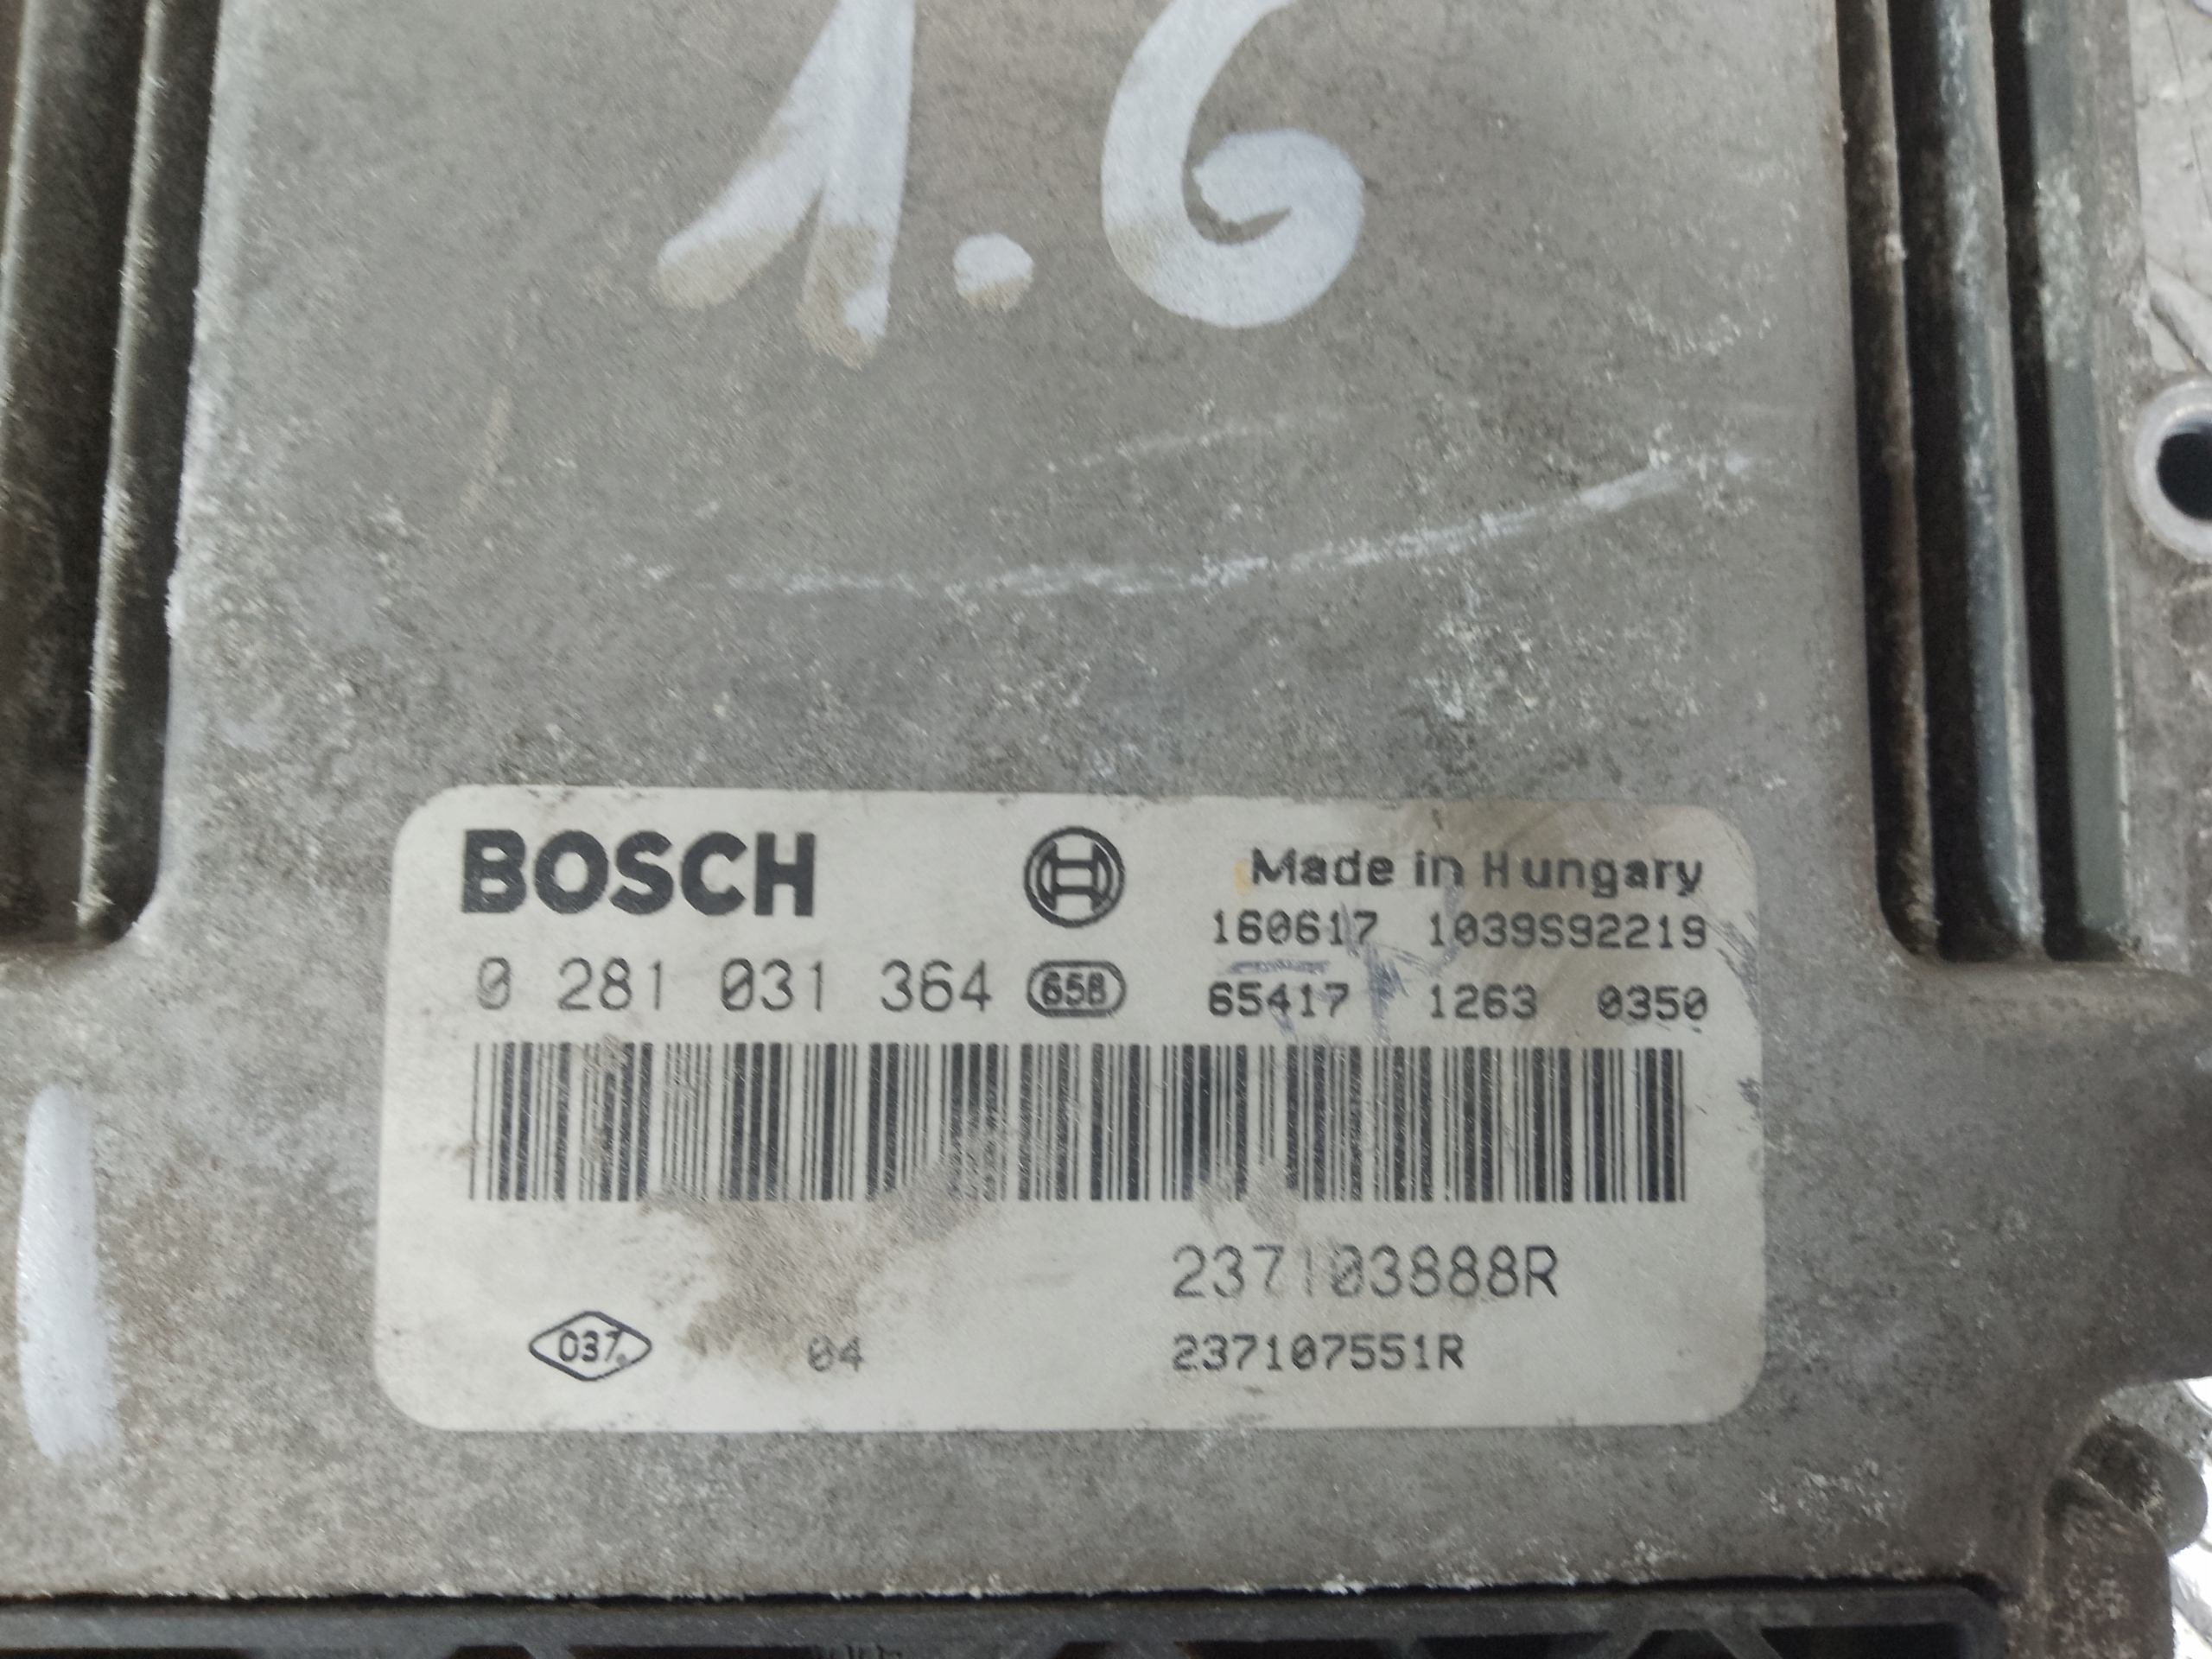 1.6
BOSCH
Made in Hungary
160617 1039S92219
0 281 031 364 65B
65417 1263 0350
237103888R
037
04
237107551R